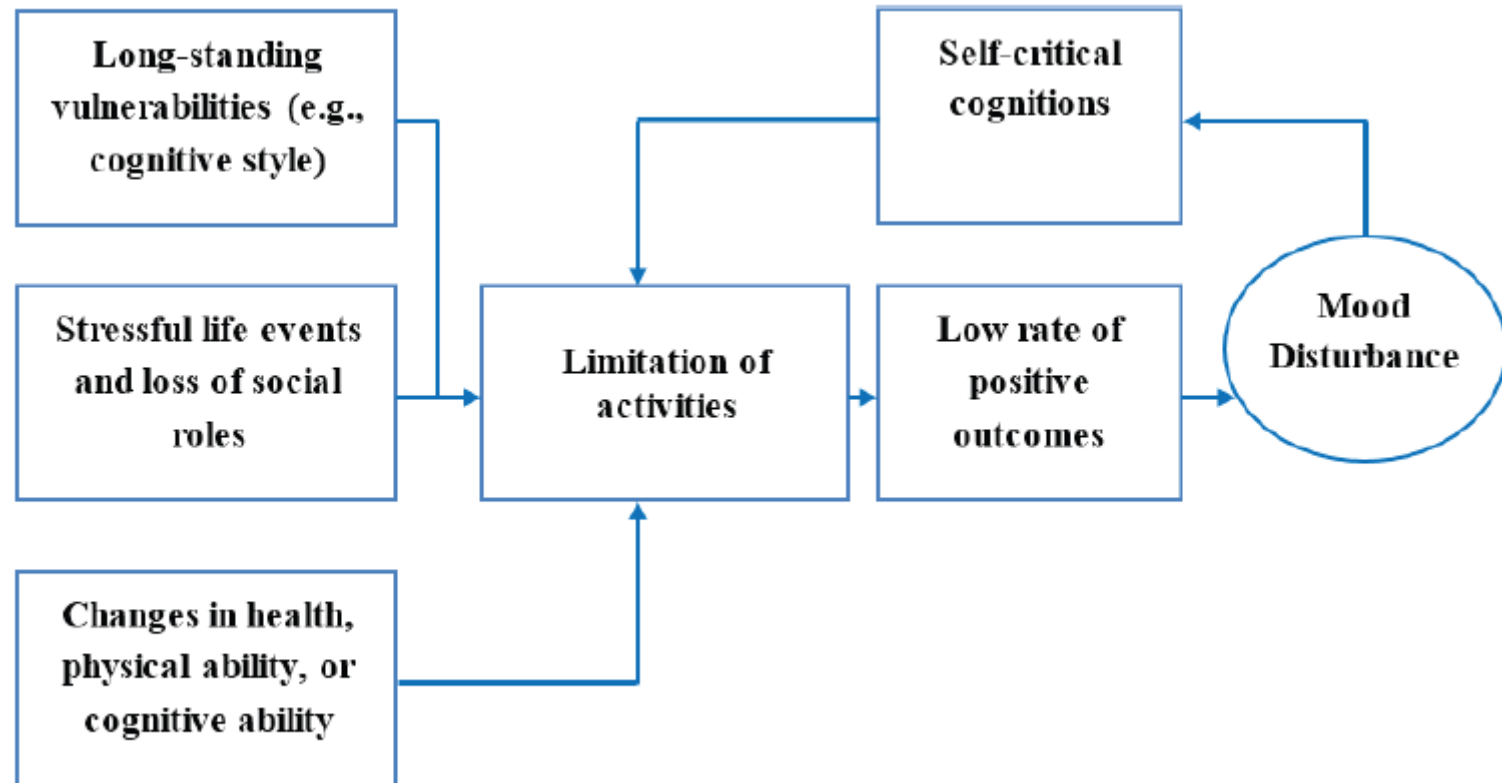 Long-standing
vulnerabilities (e.g.,
cognitive style)
Self-critical
cognitions
Stressful life events
and loss of social
roles
Limitation of
activities
Low rate of
positive
outcomes
Mood
Disturbance
Changes in health,
physical ability, or
cognitive ability